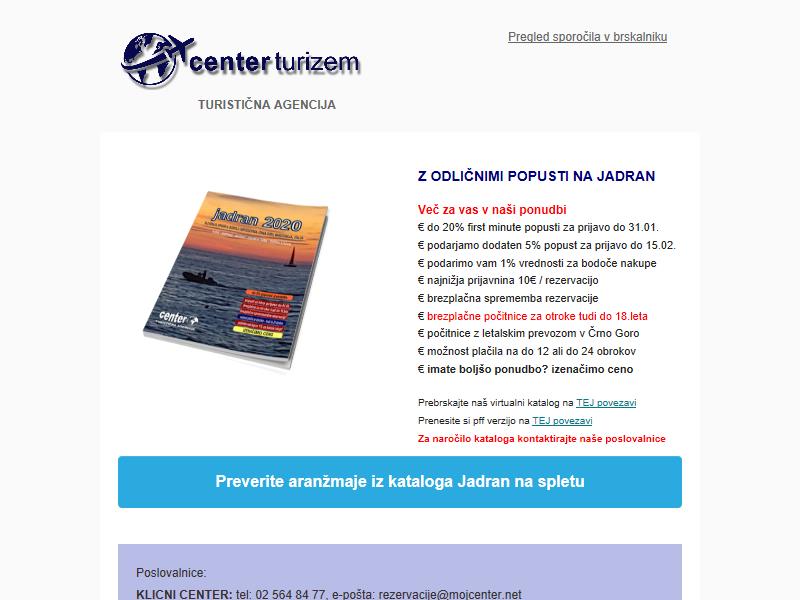 center turizem
Pregled sporočila v brskalniku
TURISTIČNA AGENCIJA
Z ODLIČNIMI POPUSTI NA JADRAN
jadran 2020
center
Več za vas v naši ponudbi
€ do 20% first minute popusti za prijavo do 31.01.
€ podarjamo dodaten 5% popust za prijavo do 15.02.
€ podarimo vam 1% vrednosti za bodoče nakupe
€ najnižja prijavnina 10€ / rezervacijo
€ brezplačna sprememba rezervacije
€ brezplačne počitnice za otroke tudi do 18.leta
€ počitnice z letalskim prevozom v Črno Goro
€ možnost plačila na do 12 ali do 24 obrokov
€ imate boljšo ponudbo? izenačimo ceno
Prebrskajte naš virtualni katalog na TEJ povezavi
Prenesite si pff verzijo na TEJ povezavi
Za naročilo kataloga kontaktirajte naše poslovalnice
Preverite aranžmaje iz kataloga Jadran na spletu
Poslovalnice:
KLICNI CENTER: tel: 02 564 84 77, e-pošta: rezervacije@mojcenter.net